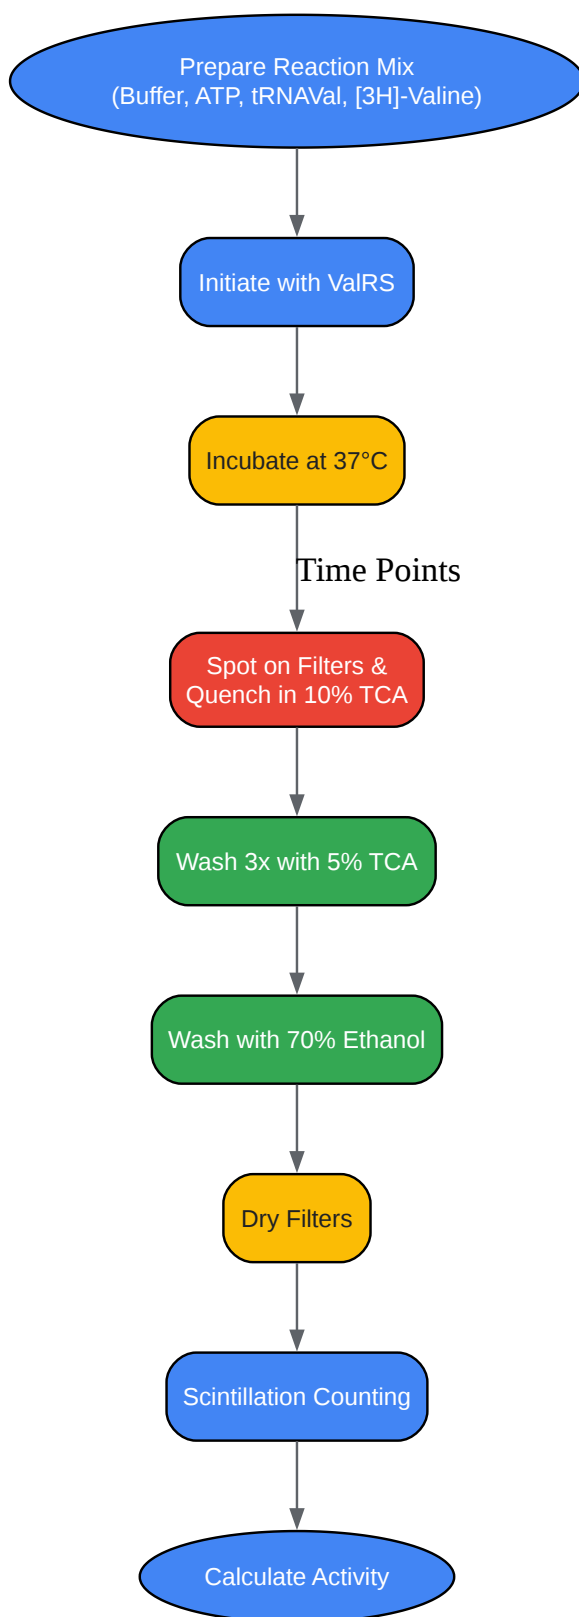 Prepare Reaction Mix
(Buffer, ATP, tRNAVal, [3H]-Valine)
Initiate with ValRS
Incubate at 37°C
Time Points
Spot on Filters &
Quench in 10% TCA
Wash 3x with 5% TCA
Wash with 70% Ethanol
Dry Filters
Scintillation Counting
Calculate Activity